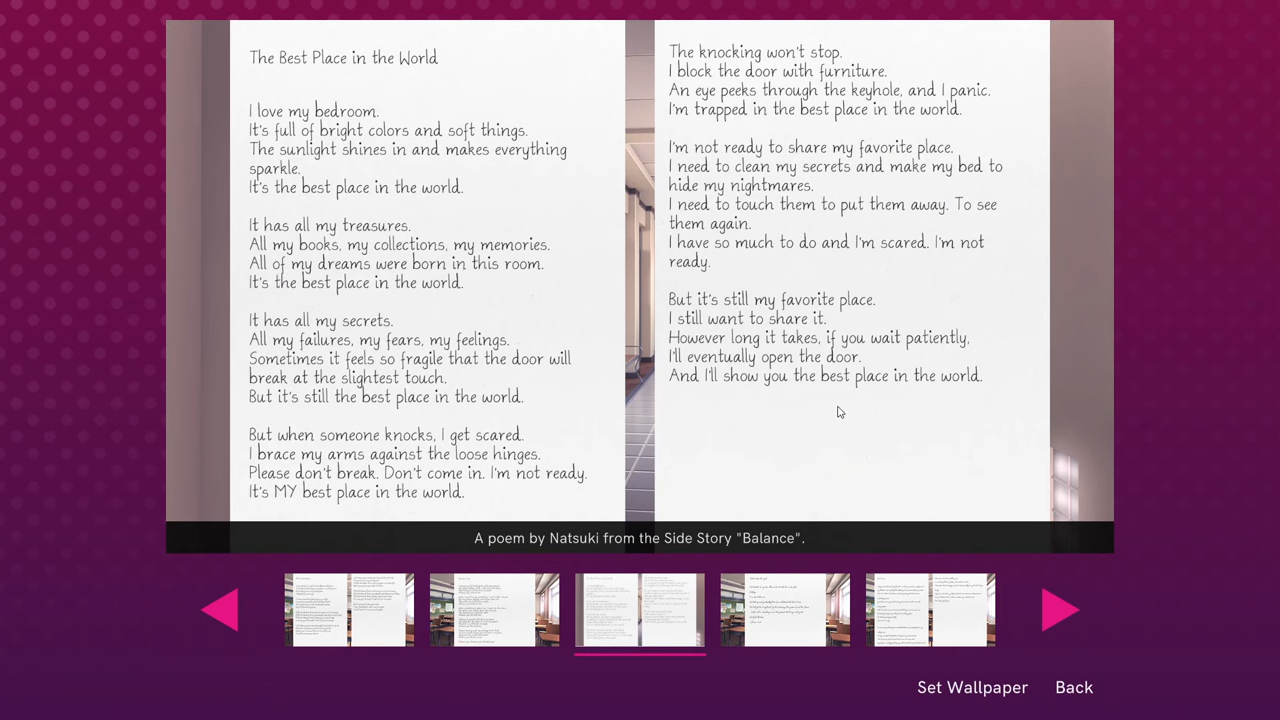 The Best Place in the World
I love my bedroom.
It's full of bright colors and soft things.
The sunlight shines in and makes everything
sparkle.
It's the best place in the world.
It has all my treasures.
All my books, my collections, my memories.
All of my dreams were born in this room.
It's the best place in the world.
It has all my secrets.
All my failures, my fears, my feelings.
Sometimes it feels so fragile that the door will
break at the slightest touch.
But it's still the best place in the world.
But when someone knocks, I get scared.
I brace my arms against the loose hinges.
Please don't break. Don't come in. I'm not ready.
It's MY best place in the world.
The knocking won't stop.
I block the door with furniture.
An eye peeks through the keyhole, and I panic.
I'm trapped in the best place in the world.
I'm not ready to share my favorite place.
I need to clean my secrets and make my bed to
hide my nightmares.
I need to touch them to put them away. To see
them again.
I have so much to do and I'm scared. I'm not
ready.
But it's still my favorite place.
I still want to share it.
However long it takes, if you wait patiently,
I'll eventually open the door.
And I'll show you the best place in the world.
A poem by Natsuki from the Side Story "Balance".
Set Wallpaper
Back